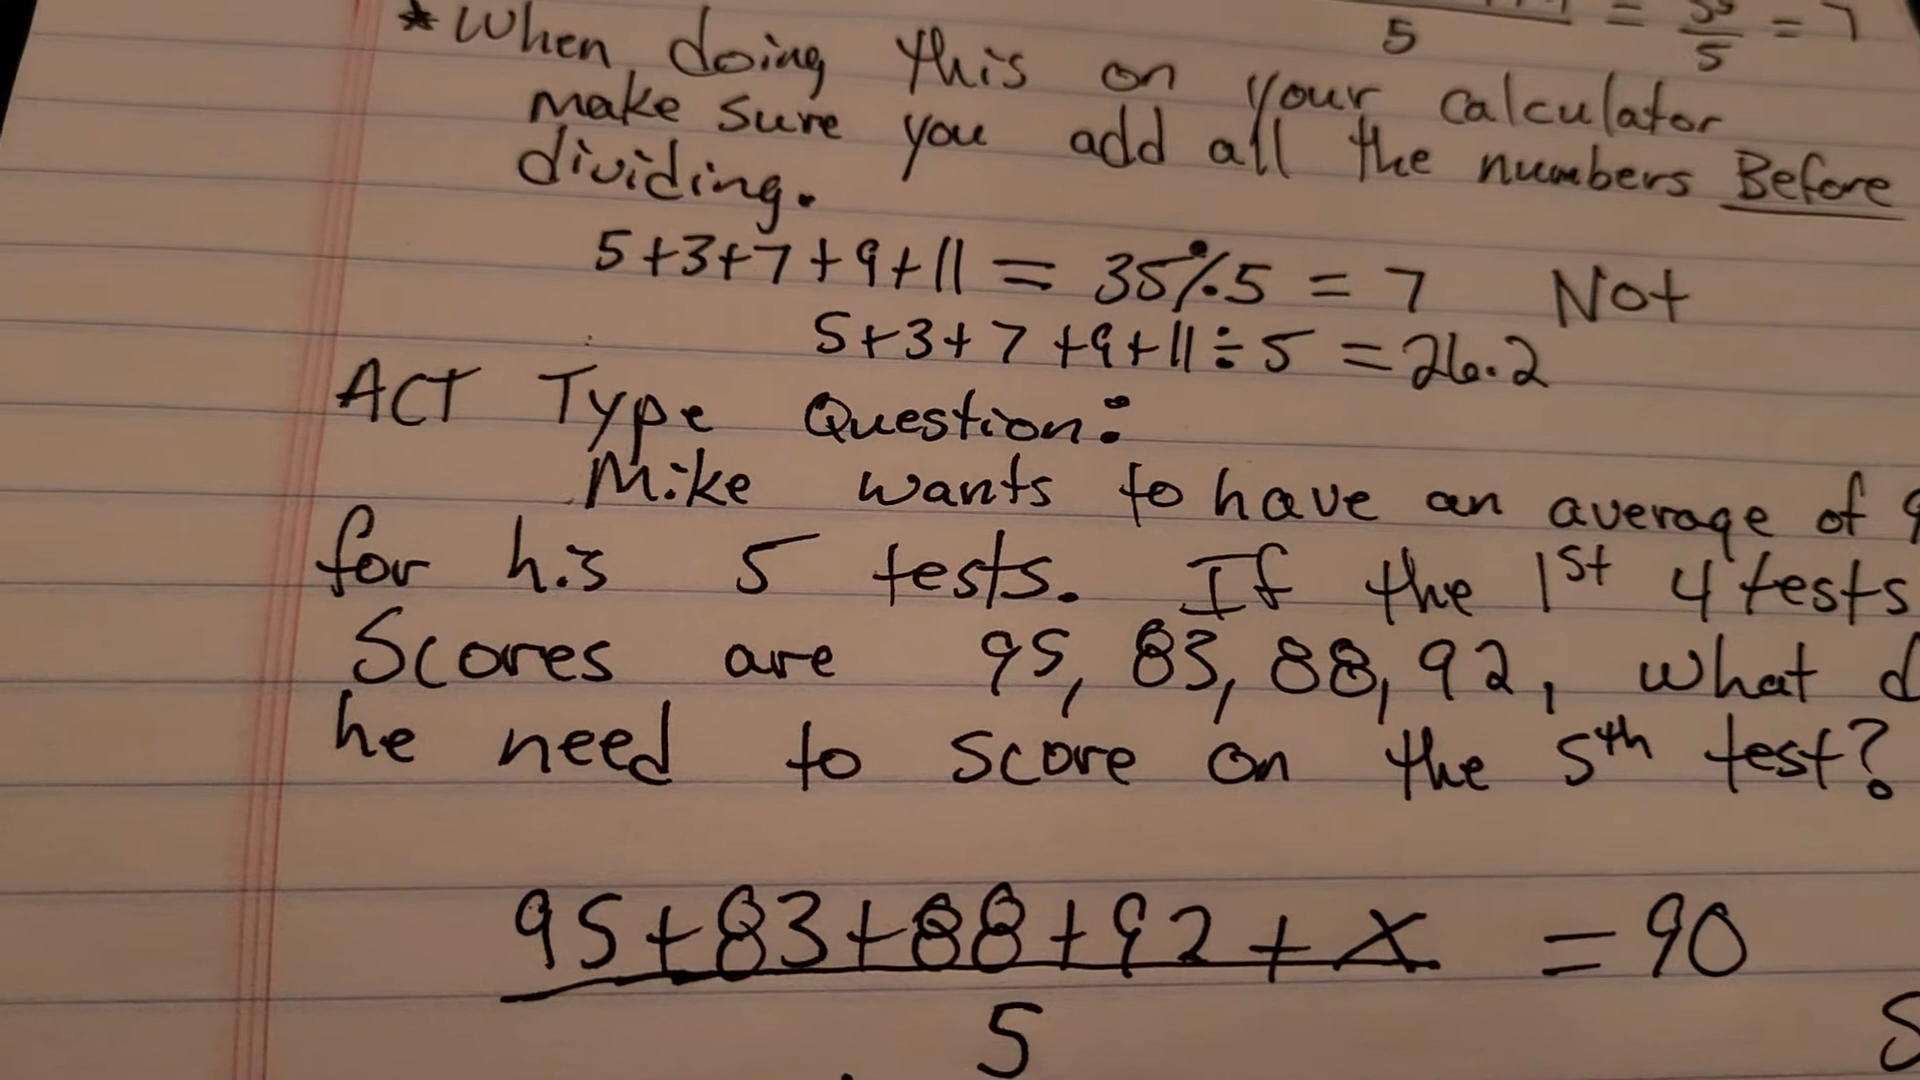 5 = 35/5 = 7
* When doing this on your calculator
make sure you add all the numbers Before
dividing.
5+3+7+9+11 = 35÷5 = 7 Not
5+3+7+9+11÷5 = 26.2
ACT Type Question:
Mike wants to have an average of 9
for his 5 tests. If the 1st 4 tests
Scores are 95, 83, 88, 92, what d
he need to score on the 5th test?
95+83+88+92+x = 90
5